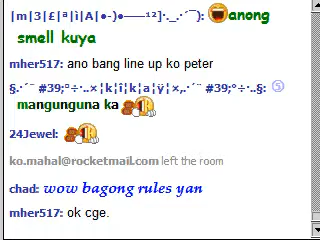 |m|3|£|ª|ì|A|●-)●──¹²]·._.·´¯): anong
smell kuya
mher517: ano bang line up ko peter
§.·´¨ #39;°÷·..×¦k¦î¦k¦a¦ÿ¦×,.·´¨ #39;°÷·..§:
mangunguna ka
24Jewel:
ko.mahal@rocketmail.com left the room
chad: wow bagong rules yan
mher517: ok cge.